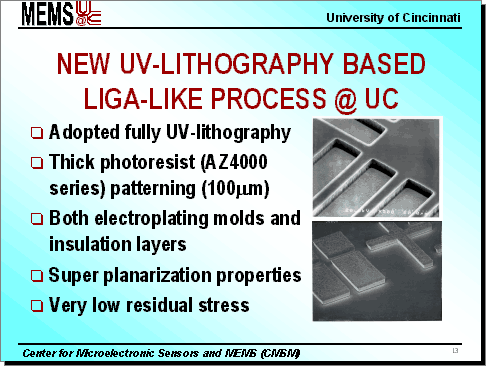 MEMS UC @
University of Cincinnati
NEW UV-LITHOGRAPHY BASED
LIGA-LIKE PROCESS @ UC
Adopted fully UV-lithography
Thick photoresist (AZ4000
series) patterning (100μm)
Both electroplating molds and
insulation layers
Super planarization properties
Very low residual stress
Center for Microelectronic Sensors and MEMS (CMSM)
13